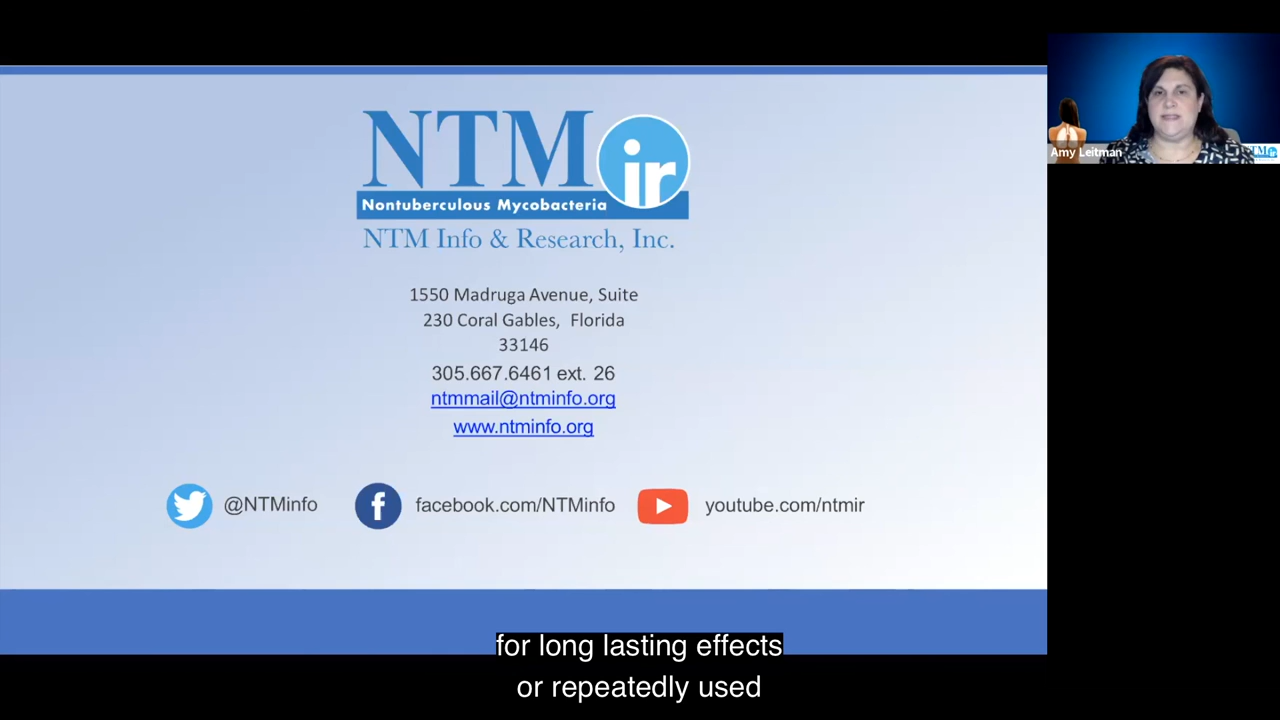 NTM ir
Nontuberculous Mycobacteria
NTM Info & Research, Inc.
1550 Madruga Avenue, Suite
230 Coral Gables, Florida
33146
305.667.6461 ext. 26
ntmmail@ntminfo.org
www.ntminfo.org
@NTMinfo
facebook.com/NTMinfo
youtube.com/ntmir
Amy Leitman
NTM ir
for long lasting effects
or repeatedly used